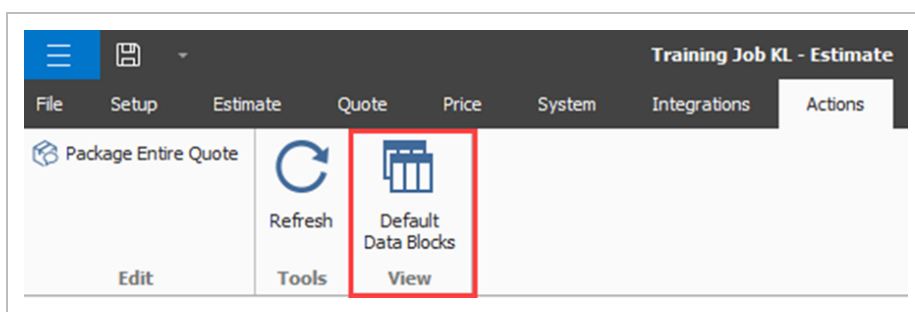 Training Job KL - Estimate
File Setup Estimate Quote Price System Integrations Actions
Package Entire Quote
Refresh
Default
Data Blocks
Edit Tools View